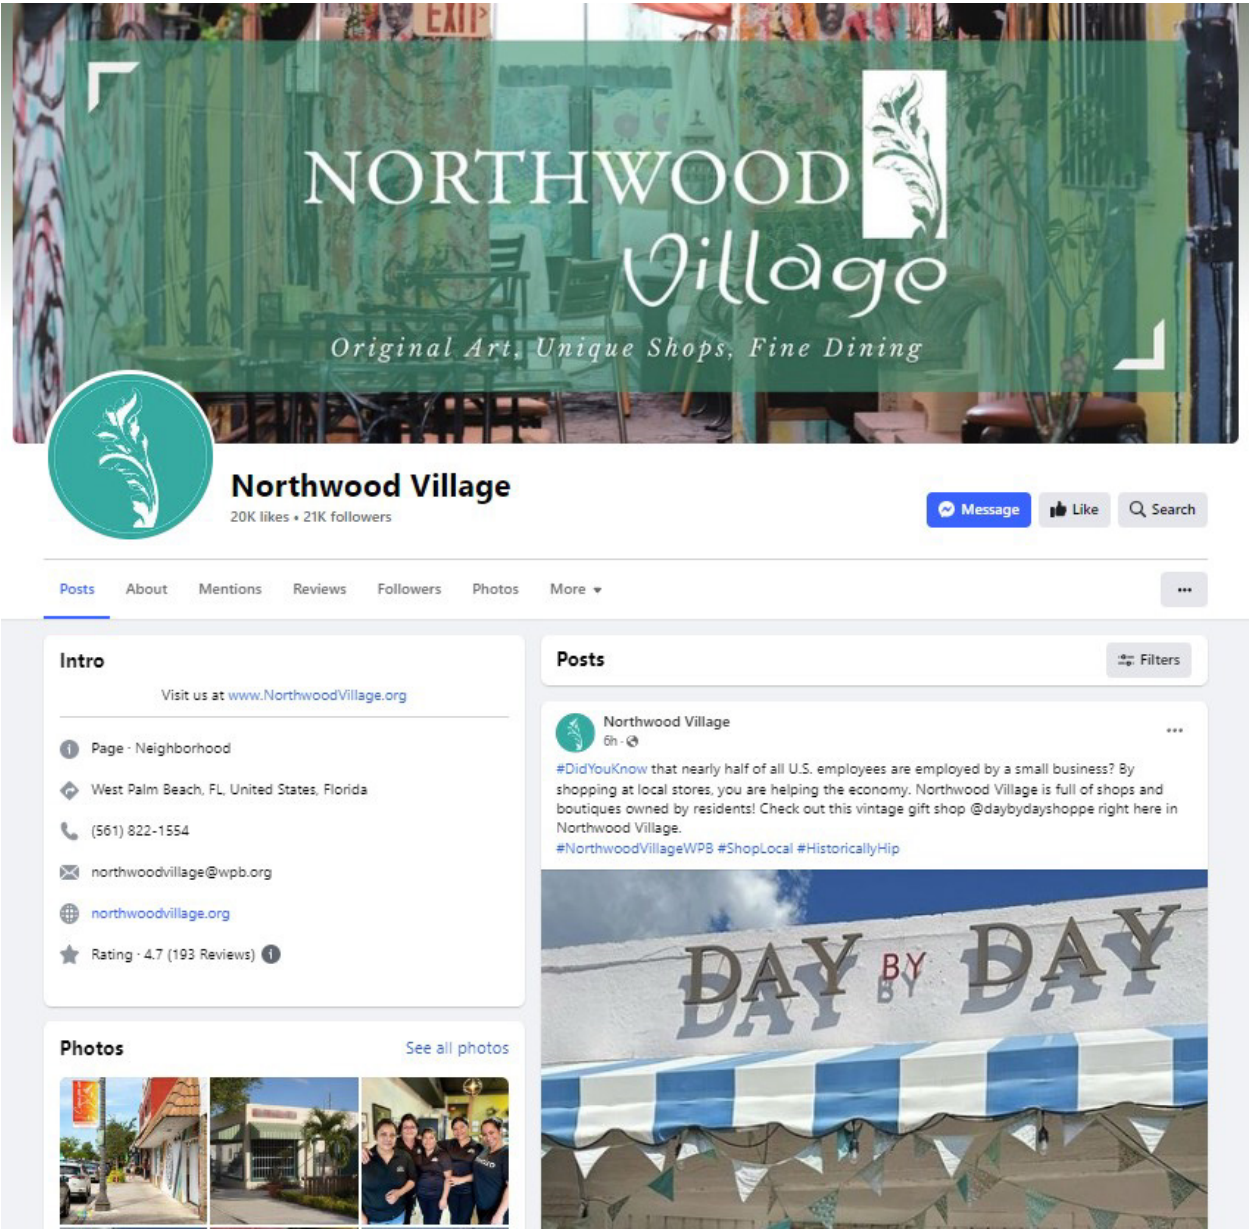 EXIT
NORTHWOOD
Village
Original Art, Unique Shops, Fine Dining
Northwood Village
20K likes • 21K followers
Message
Like
Search
Posts
About
Mentions
Reviews
Followers
Photos
More
Intro
Visit us at www.NorthwoodVillage.org
Page · Neighborhood
West Palm Beach, FL, United States, Florida
(561) 822-1554
northwoodvillage@wpb.org
northwoodvillage.org
Rating · 4.7 (193 Reviews)
Photos
See all photos
Posts
Filters
Northwood Village
6h ·
#DidYouKnow that nearly half of all U.S. employees are employed by a small business? By
shopping at local stores, you are helping the economy. Northwood Village is full of shops and
boutiques owned by residents! Check out this vintage gift shop @daybydayshoppe right here in
Northwood Village.
#NorthwoodVillageWPB #ShopLocal #HistoricallyHip
DAY BY DAY